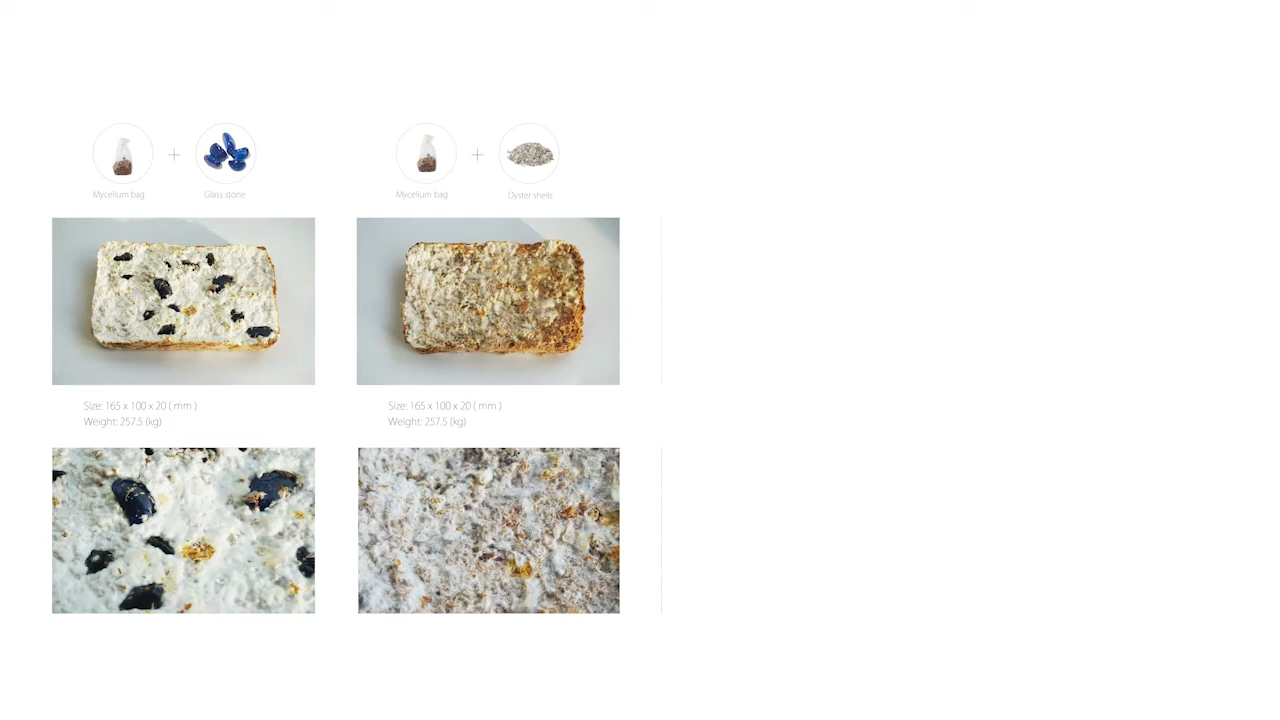 Mycelium bag
Glass stone
Mycelium bag
Oyster shells
Size: 165 x 100 x 20 ( mm )
Weight: 257.5 (kg)
Size: 165 x 100 x 20 ( mm )
Weight: 257.5 (kg)